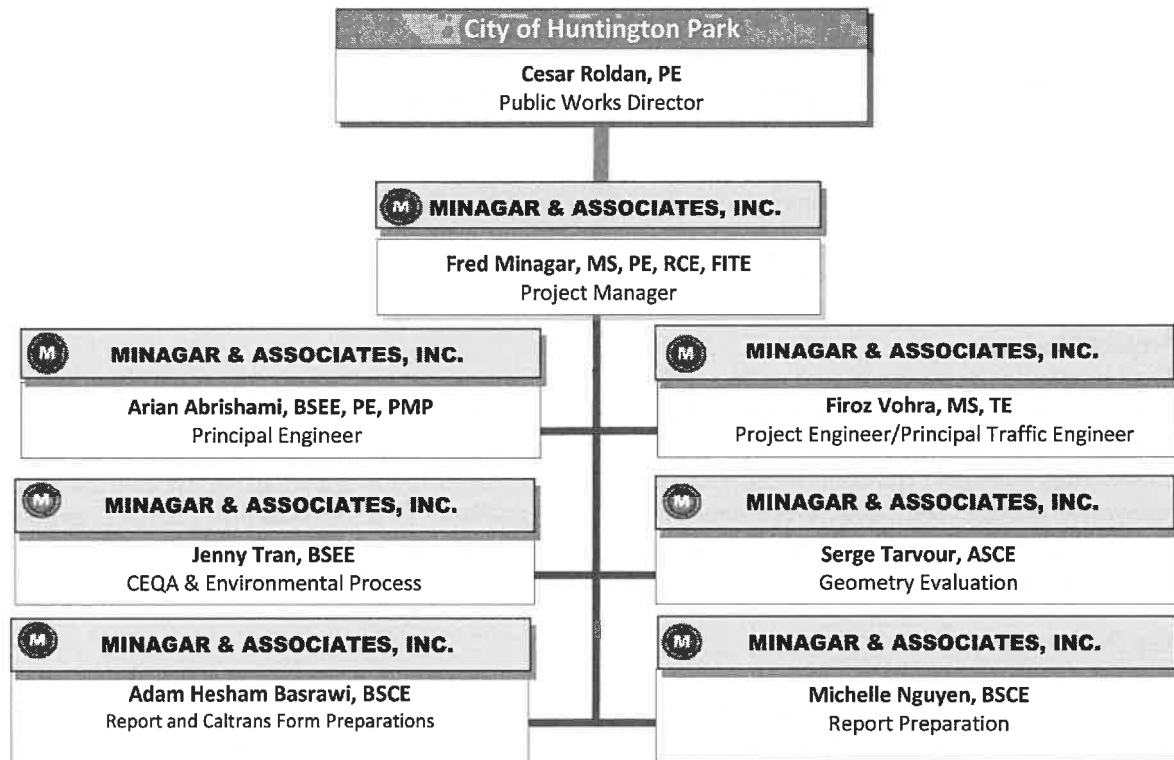 City of Huntington Park
Cesar Roldan, PE
Public Works Director
M MINAGAR & ASSOCIATES, INC.
Fred Minagar, MS, PE, RCE, FITE
Project Manager
M MINAGAR & ASSOCIATES, INC.
Arian Abrishami, BSEE, PE, PMP
Principal Engineer
M MINAGAR & ASSOCIATES, INC.
Firoz Vohra, MS, TE
Project Engineer/Principal Traffic Engineer
M MINAGAR & ASSOCIATES, INC.
Jenny Tran, BSEE
CEQA & Environmental Process
M MINAGAR & ASSOCIATES, INC.
Serge Tarvour, ASCE
Geometry Evaluation
M MINAGAR & ASSOCIATES, INC.
Adam Hesham Basrawi, BSCE
Report and Caltrans Form Preparations
M MINAGAR & ASSOCIATES, INC.
Michelle Nguyen, BSCE
Report Preparation